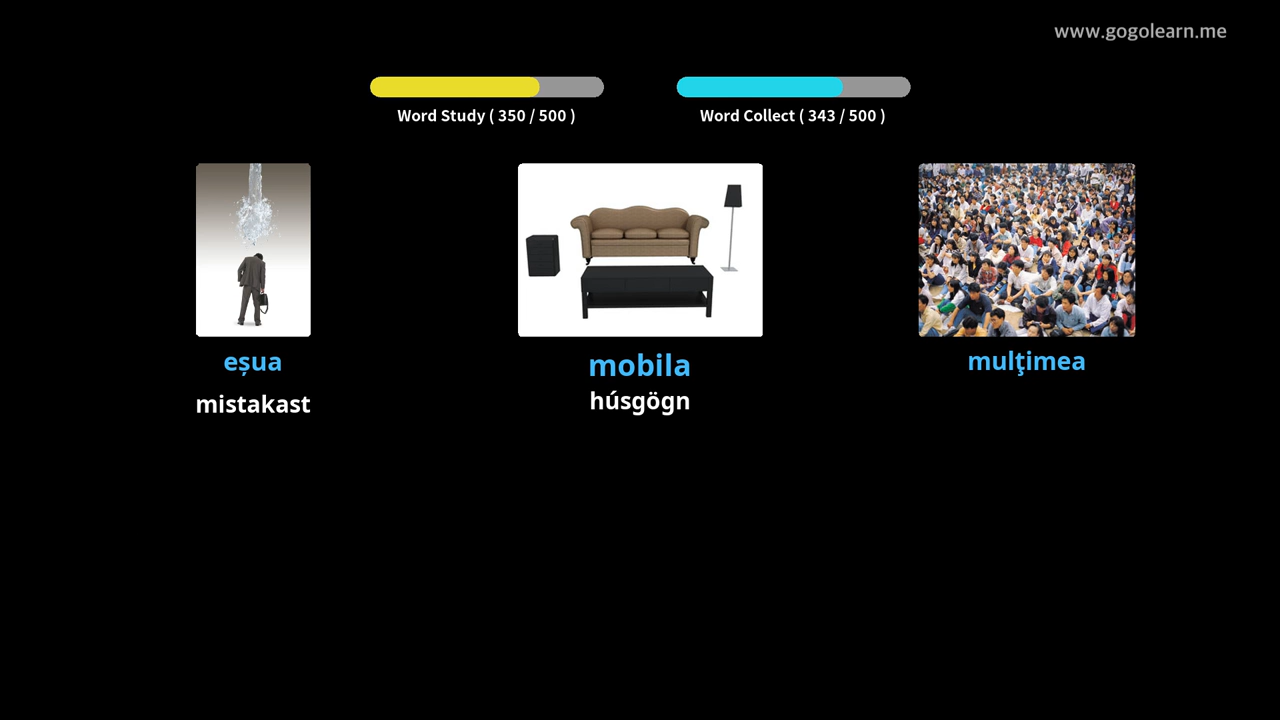 www.gogolearn.me
Word Study ( 350 / 500 )
Word Collect ( 343 / 500 )
eșua
mistakast
mobila
húsgögn
mulţimea